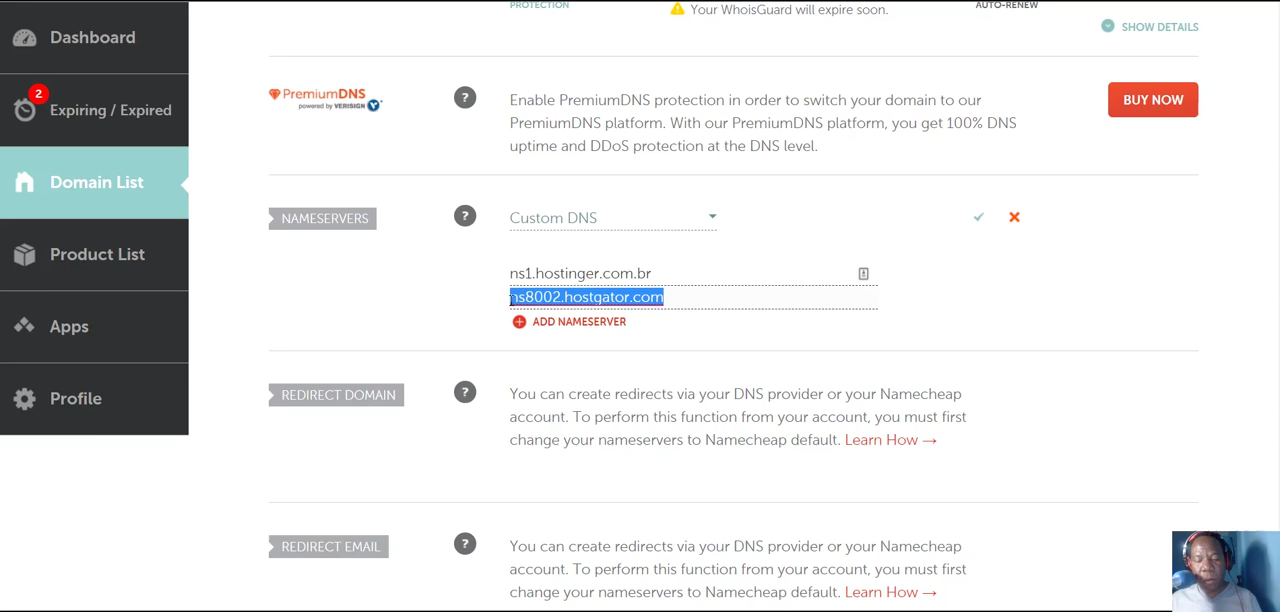 PROTECTION
Your WhoisGuard will expire soon.
AUTO-RENEW
SHOW DETAILS
Dashboard
2
Expiring / Expired
Domain List
Product List
Apps
Profile
PremiumDNS
powered by VERISIGN
?
Enable PremiumDNS protection in order to switch your domain to our
PremiumDNS platform. With our PremiumDNS platform, you get 100% DNS
uptime and DDoS protection at the DNS level.
BUY NOW
NAMESERVERS
?
Custom DNS
ns1.hostinger.com.br
ns8002.hostgator.com
ADD NAMESERVER
REDIRECT DOMAIN
?
You can create redirects via your DNS provider or your Namecheap
account. To perform this function from your account, you must first
change your nameservers to Namecheap default. Learn How →
REDIRECT EMAIL
?
You can create redirects via your DNS provider or your Namecheap
account. To perform this function from your account, you must first
change your nameservers to Namecheap default. Learn How →